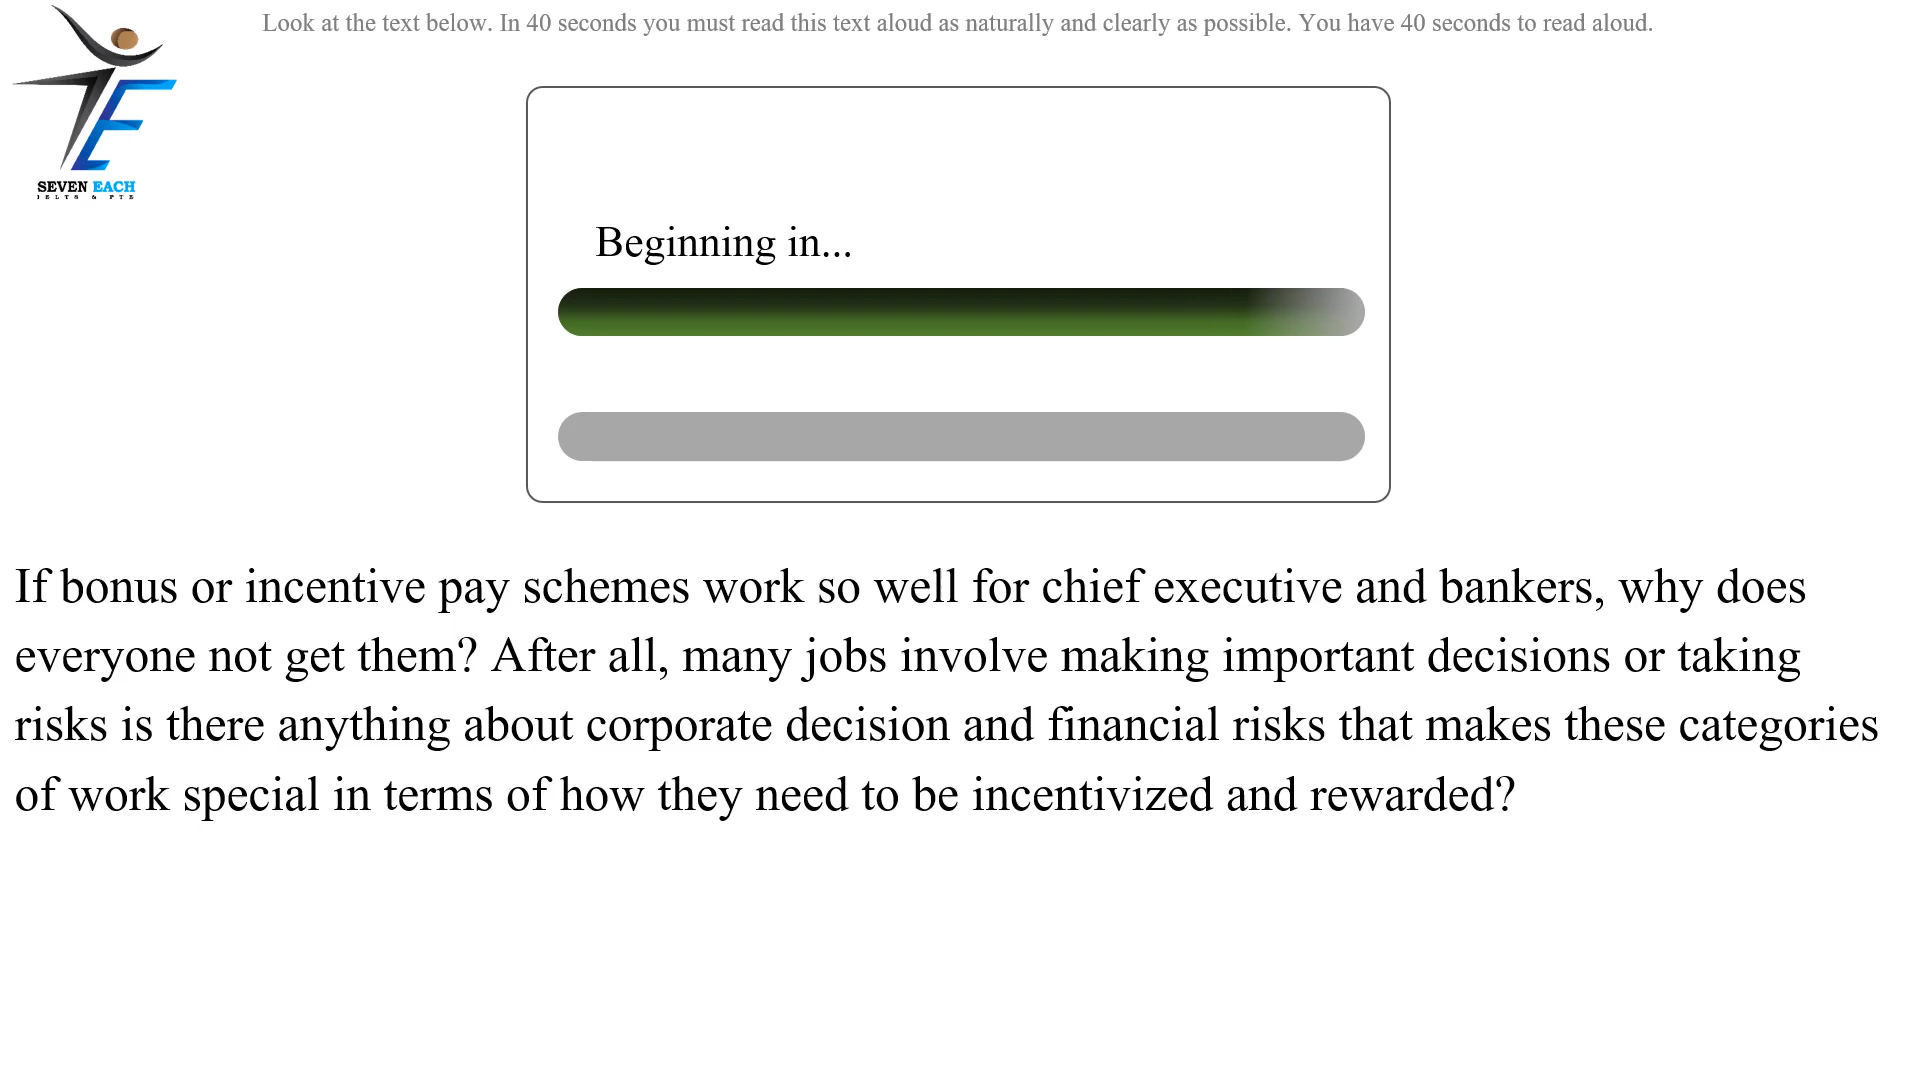 Look at the text below. In 40 seconds you must read this text aloud as naturally and clearly as possible. You have 40 seconds to read aloud.
SEVEN EACH
IELTS & PTE
Beginning in...
If bonus or incentive pay schemes work so well for chief executive and bankers, why does
everyone not get them? After all, many jobs involve making important decisions or taking
risks is there anything about corporate decision and financial risks that makes these categories
of work special in terms of how they need to be incentivized and rewarded?